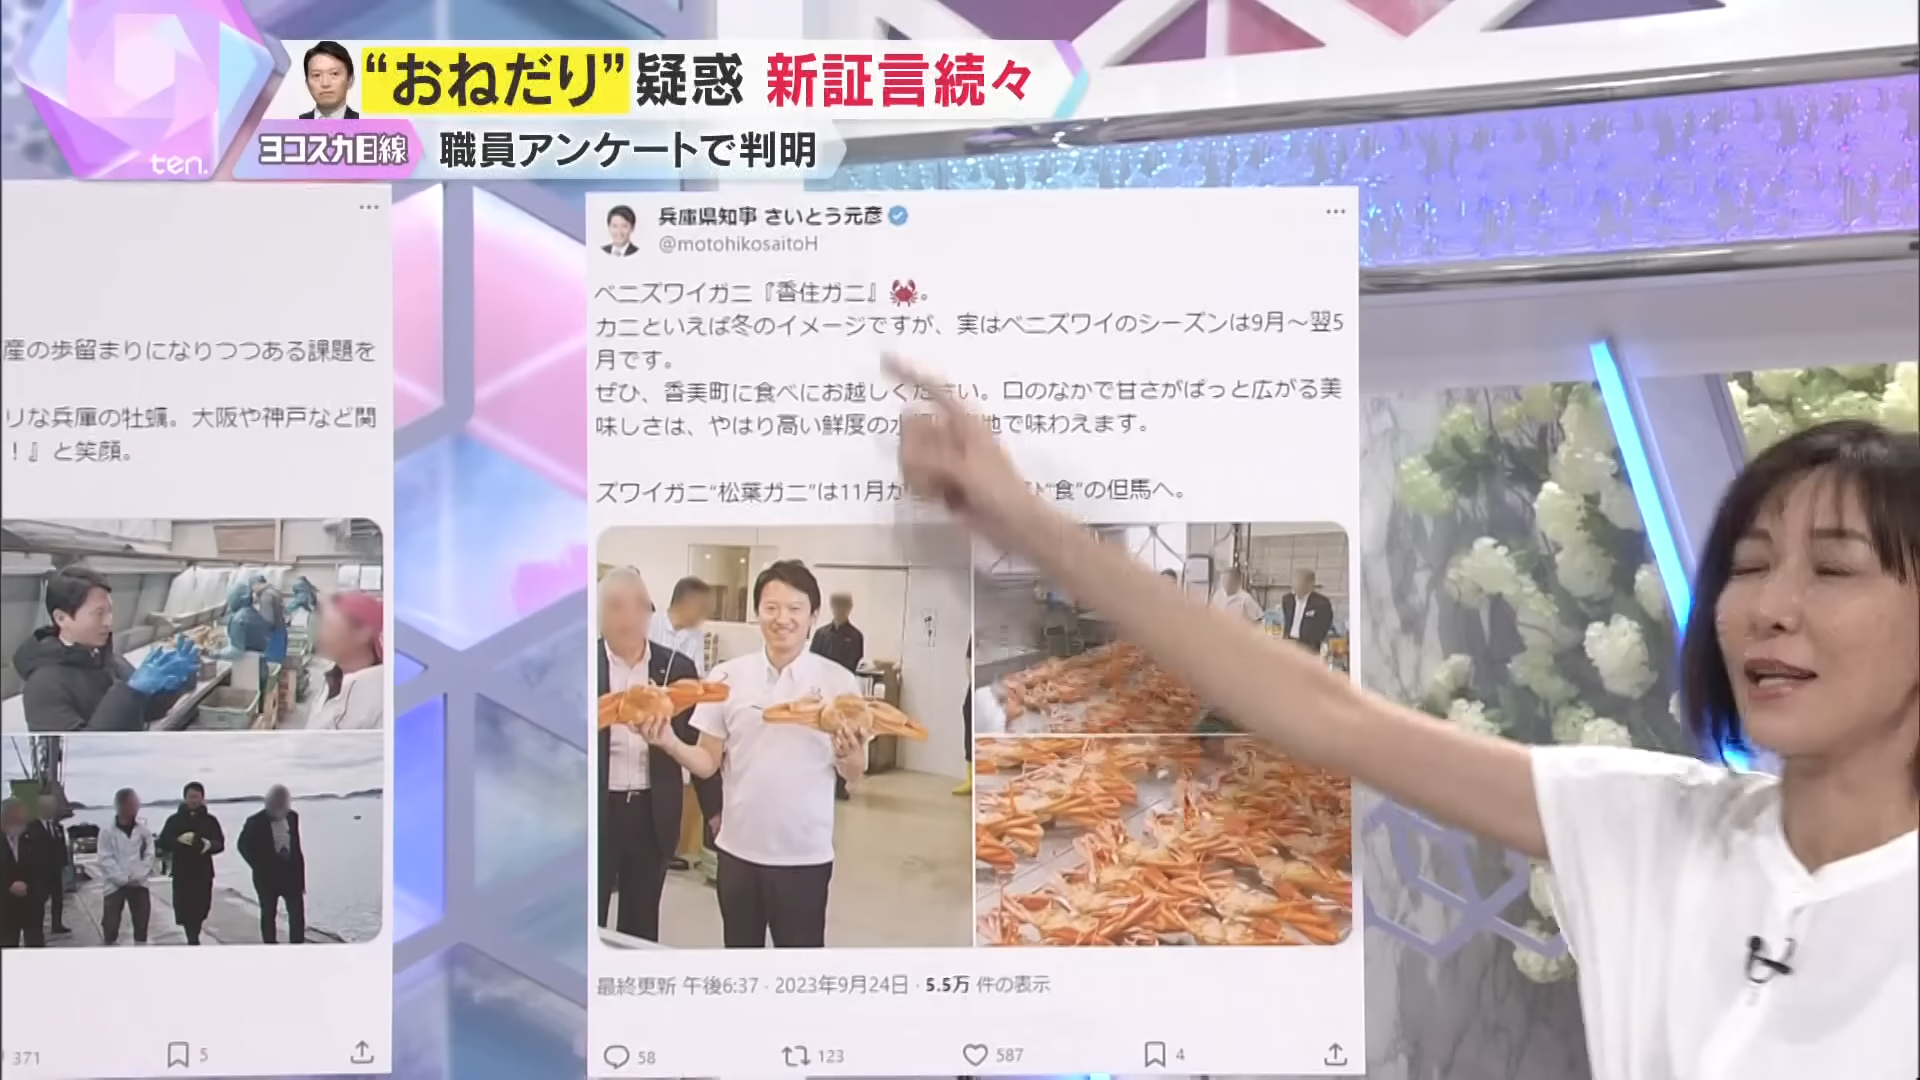 “おねだり”疑惑 新証言続々
ten.
ヨコスカ目線
職員アンケートで判明
産の歩留まりになりつつある課題を
リな兵庫の牡蠣。大阪や神戸など関
！』と笑顔。
371
5
兵庫県知事 さいとう元彦
@motohikosaitoH
ベニズワイガニ『香住ガニ』🦀。
カニといえば冬のイメージですが、実はベニズワイのシーズンは9月～翌5
月です。
ぜひ、香美町に食べにお越しください。口のなかで甘さがぱっと広がる美
味しさは、やはり高い鮮度の水 地で味わえます。
ズワイガニ“松葉ガニ”は11月か “食”の但馬へ。
最終更新 午後6:37 · 2023年9月24日 · 5.5万 件の表示
58
123
587
4